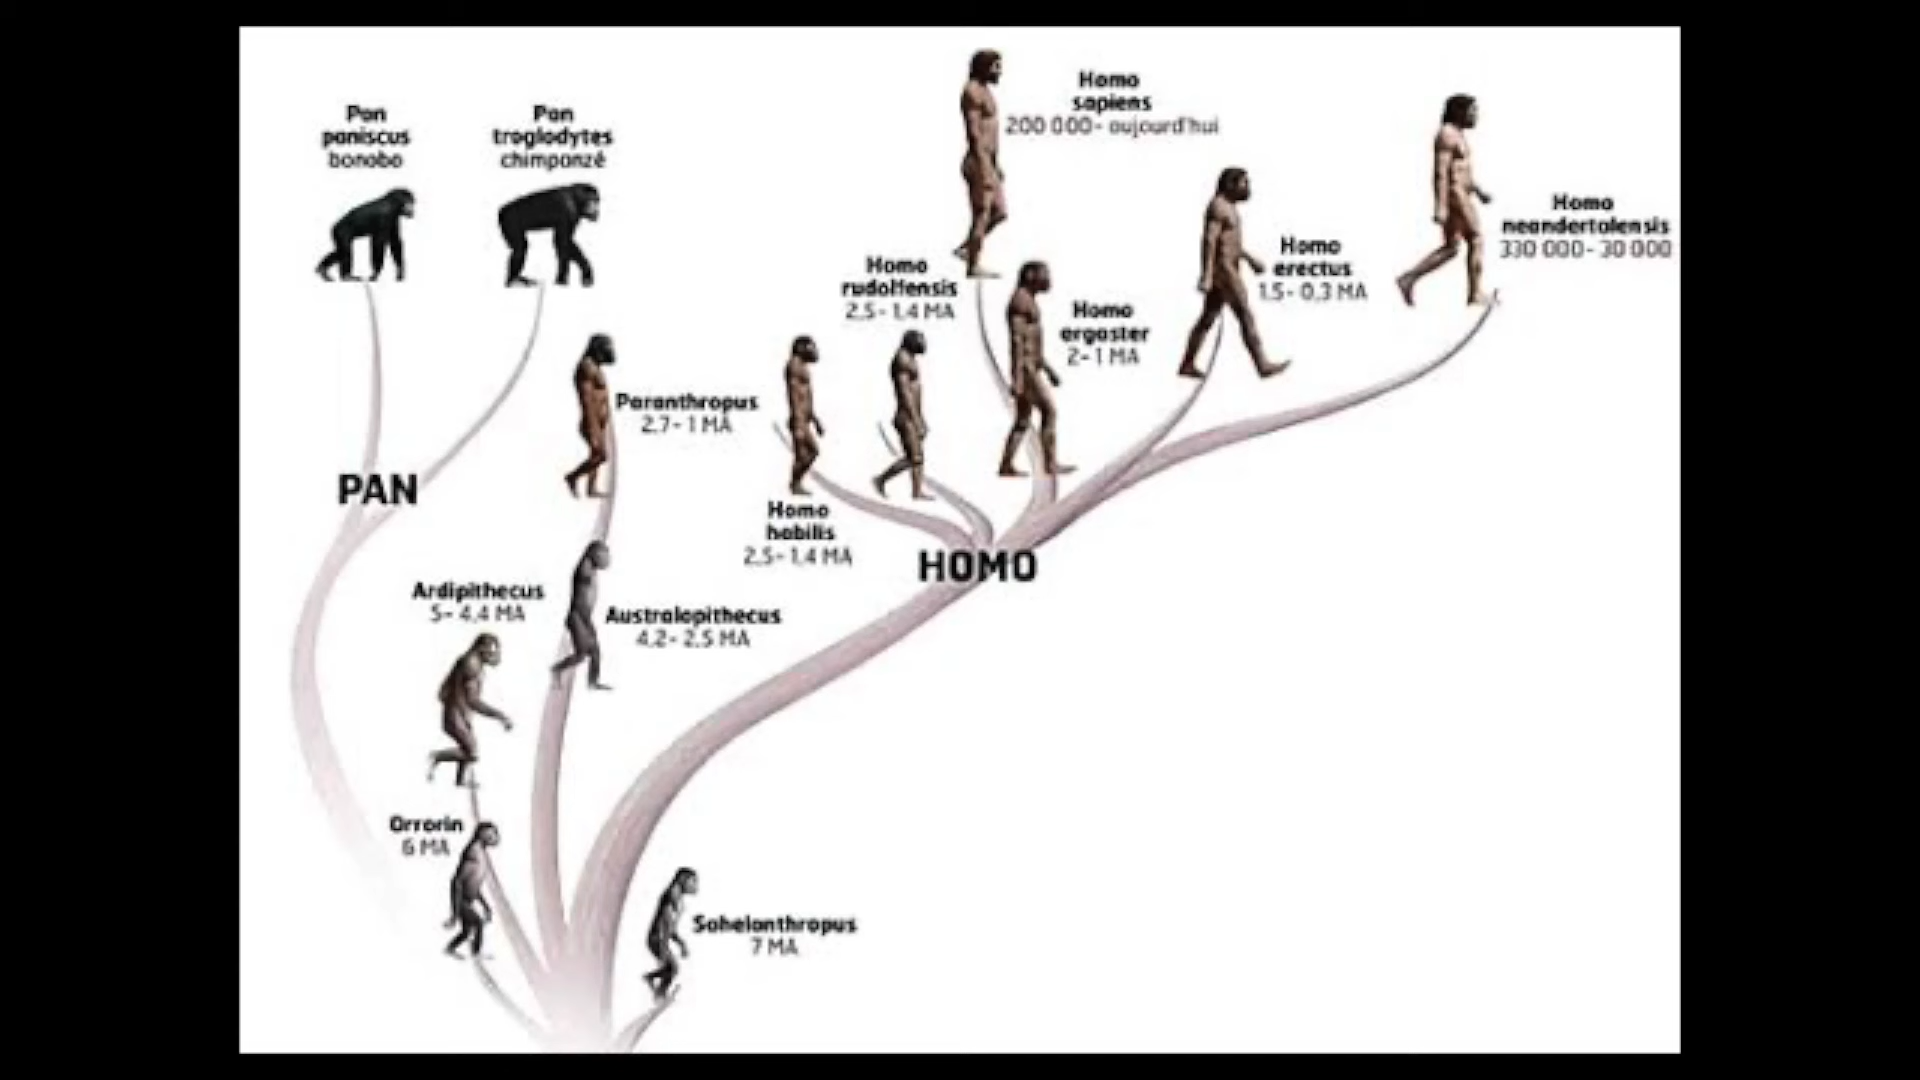 Pan
paniscus
bonobo
Pan
troglodytes
chimpanzé
Homo
sapiens
200 000- aujourd'hui
Homo
neandertalensis
330 000- 30 000
Homo
erectus
1,5- 0,3 MA
Homo
rudolfensis
2,5- 1,4 MA
Homo
ergaster
2- 1 MA
Paranthropus
2,7- 1 MA
PAN
Homo
habilis
2,5- 1,4 MA
HOMO
Ardipithecus
5- 4,4 MA
Australopithecus
4,2- 2,5 MA
Orrorin
6 MA
Sahelanthropus
7 MA